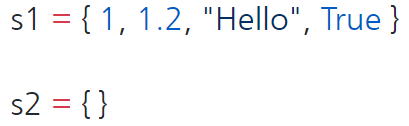 s1 = { 1, 1.2, "Hello", True }
s2 = {}